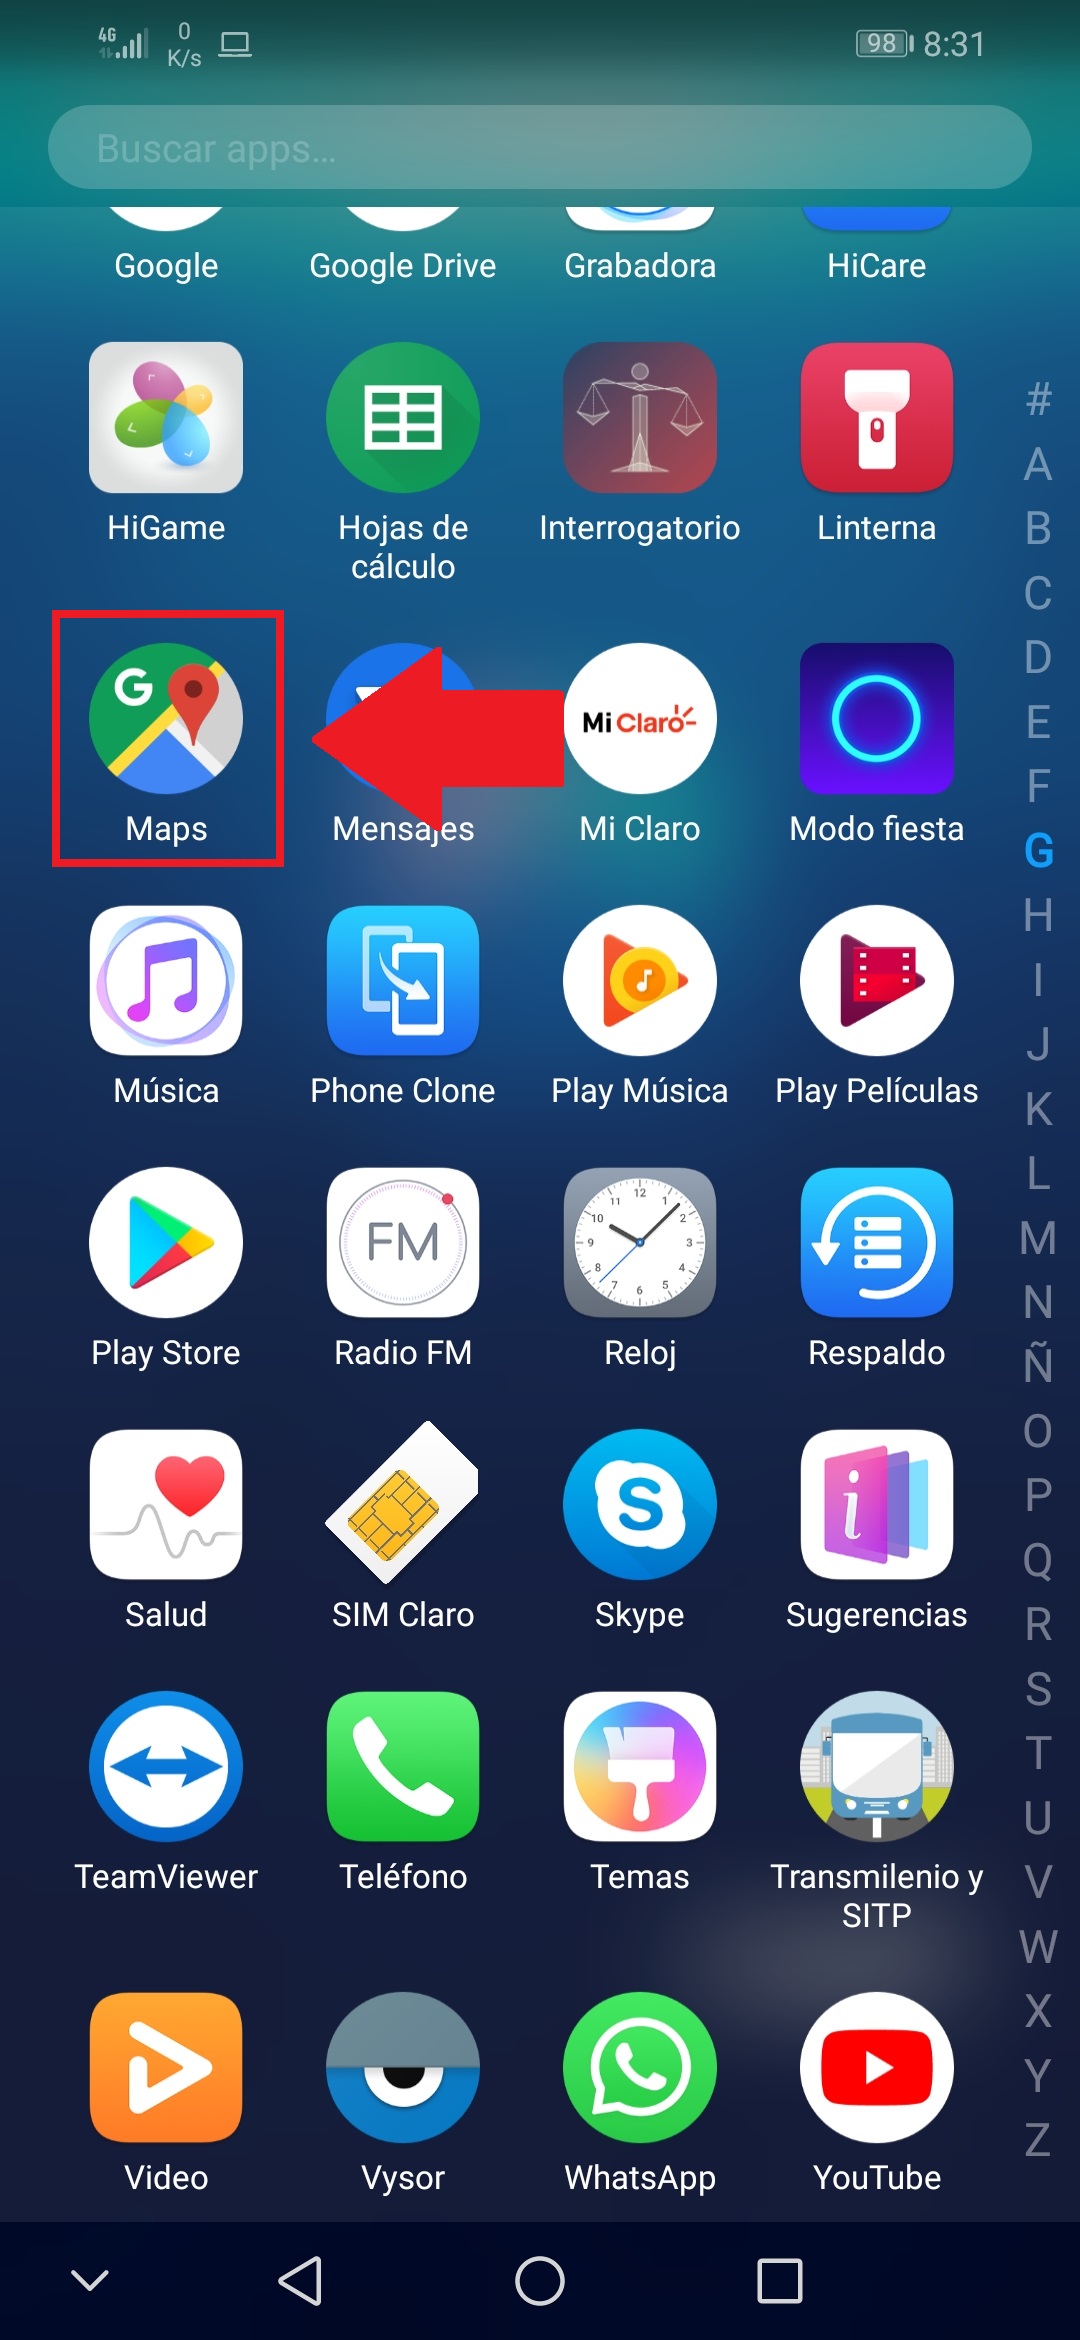 4G 0 K/s 98 8:31
Buscar apps...
Google Google Drive Grabadora HiCare
HiGame Hojas de cálculo Interrogatorio Linterna
G
Mi Claro
Maps Mensajes Mi Claro Modo fiesta
Música Phone Clone Play Música Play Películas
FM
12 1 2 3 4 5 6 7 8 9 10 11
Play Store Radio FM Reloj Respaldo
S i
Salud SIM Claro Skype Sugerencias
TeamViewer Teléfono Temas Transmilenio y SITP
Video Vysor WhatsApp YouTube
#
A
B
C
D
E
F
G
H
I
J
K
L
M
N
Ñ
O
P
Q
R
S
T
U
V
W
X
Y
Z